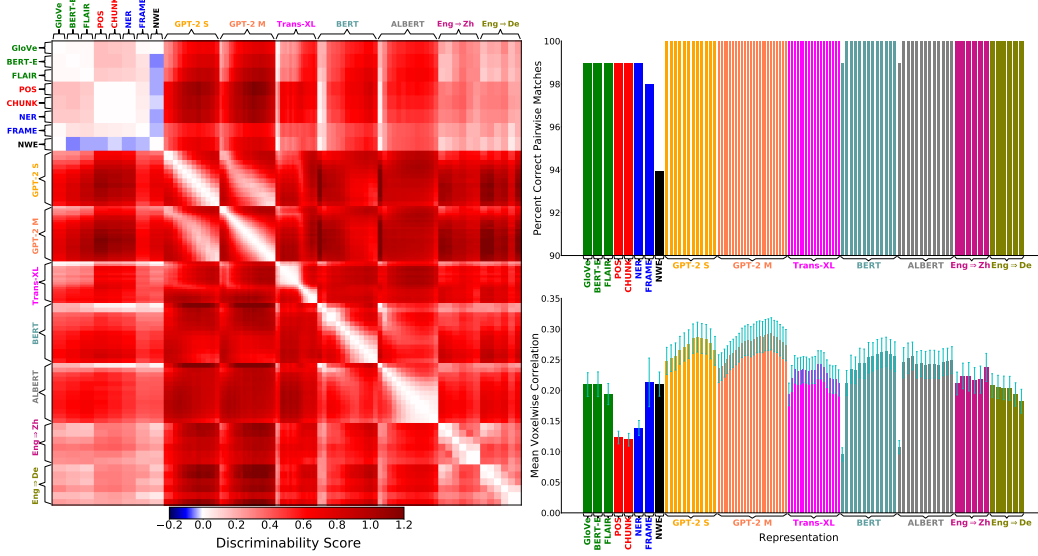 GloVe
BERT-E
FLAIR
POS
CHUNK
NER
FRAME
NWE
GPT-2 S
GPT-2 M
Trans-XL
BERT
ALBERT
Eng⇒Zh
Eng⇒De
GloVe
BERT-E
FLAIR
POS
CHUNK
NER
FRAME
NWE
GPT-2 S
GPT-2 M
Trans-XL
BERT
ALBERT
Eng⇒Zh
Eng⇒De
−0.2 0.0 0.2 0.4 0.6 0.8 1.0 1.2
Discriminability Score
Percent Correct Pairwise Matches
100
98
96
94
92
90
GloVe
BERT-E
FLAIR
POS
CHUNK
NER
FRAME
NWE
GPT-2 S
GPT-2 M
Trans-XL
BERT
ALBERT
Eng⇒Zh
Eng⇒De
Mean Voxelwise Correlation
0.35
0.30
0.25
0.20
0.15
0.10
0.05
0.00
GloVe
BERT-E
FLAIR
POS
CHUNK
NER
FRAME
NWE
GPT-2 S
GPT-2 M
Trans-XL
BERT
ALBERT
Eng⇒Zh
Eng⇒De
Representation